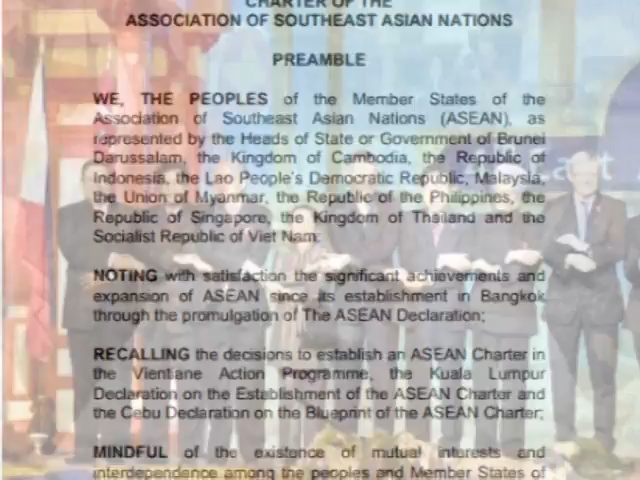 CHARTER OF THE
ASSOCIATION OF SOUTHEAST ASIAN NATIONS
PREAMBLE
WE, THE PEOPLES of the Member States of the
Association of Southeast Asian Nations (ASEAN), as
represented by the Heads of State or Government of Brunei
Darussalam, the Kingdom of Cambodia, the Republic of
Indonesia, the Lao People's Democratic Republic, Malaysia,
the Union of Myanmar, the Republic of the Philippines, the
Republic of Singapore, the Kingdom of Thailand and the
Socialist Republic of Viet Nam:
NOTING with satisfaction the significant achievements and
expansion of ASEAN since its establishment in Bangkok
through the promulgation of The ASEAN Declaration;
RECALLING the decisions to establish an ASEAN Charter in
the Vientiane Action Programme, the Kuala Lumpur
Declaration on the Establishment of the ASEAN Charter and
the Cebu Declaration on the Blueprint of the ASEAN Charter;
MINDFUL of the existence of mutual interests and
interdependence among the peoples and Member States of